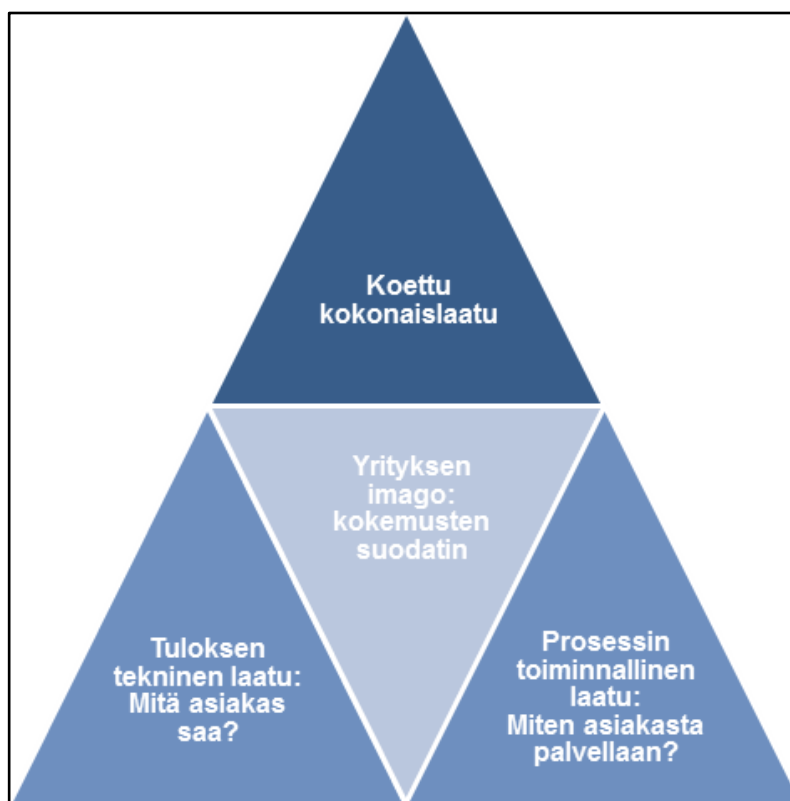 Koettu
kokonaislaatu
Yrityksen
imago:
kokemusten
suodatin
Tuloksen
tekninen laatu:
Mitä asiakas
saa?
Prosessin
toiminnallinen
laatu:
Miten asiakasta
palvellaan?